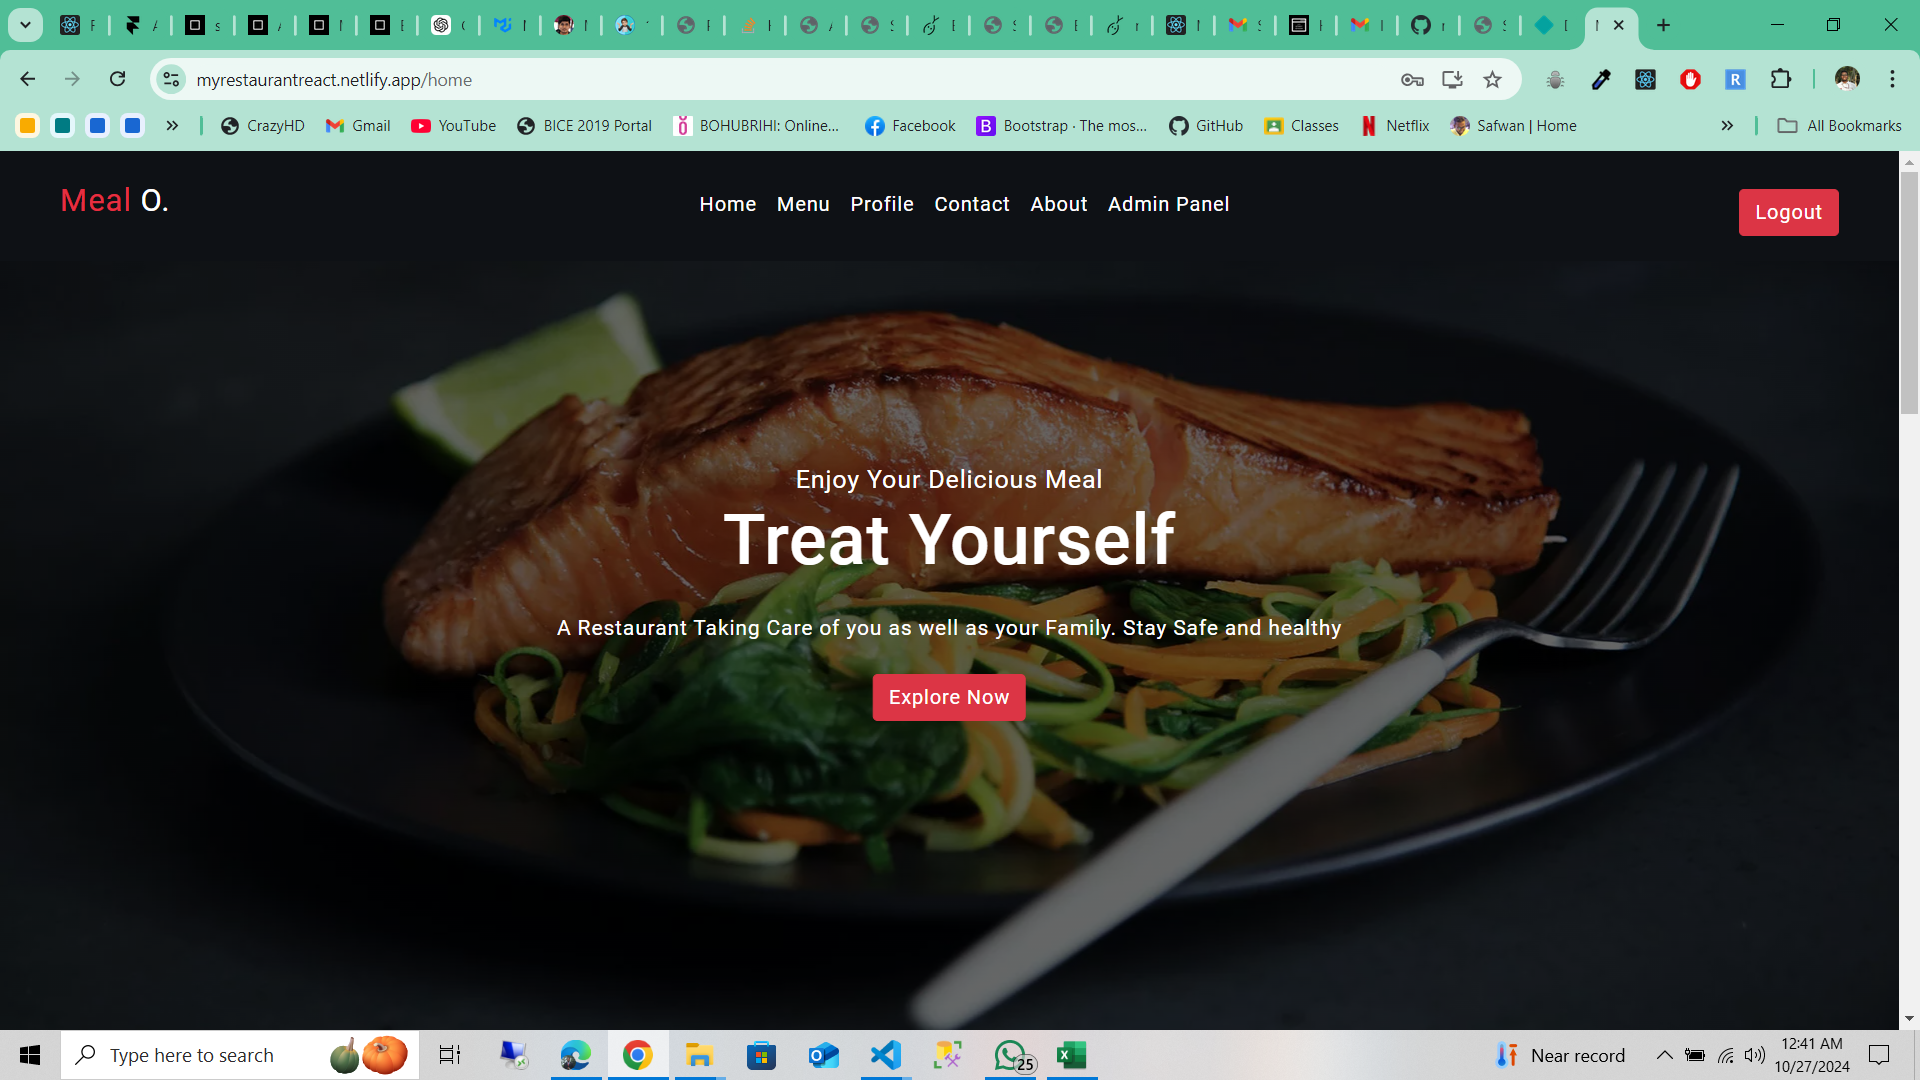 myrestaurantreact.netlify.app/home
CrazyHD Gmail YouTube BICE 2019 Portal BOHUBRIHI: Online... Facebook Bootstrap · The mos... GitHub Classes Netflix Safwan | Home All Bookmarks
Meal O.
Home Menu Profile Contact About Admin Panel
Logout
Enjoy Your Delicious Meal
Treat Yourself
A Restaurant Taking Care of you as well as your Family. Stay Safe and healthy
Explore Now
Type here to search
25
Near record
12:41 AM
10/27/2024